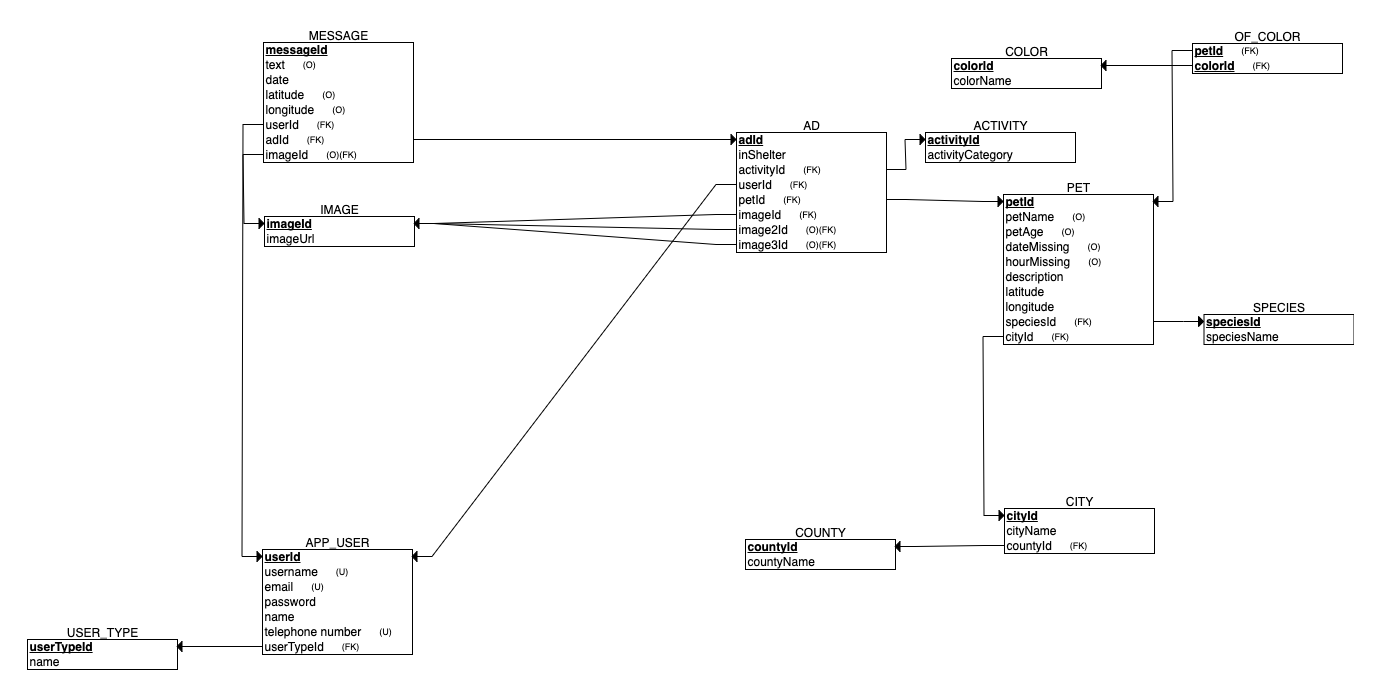 MESSAGE
messageId
text (O)
date
latitude (O)
longitude (O)
userId (FK)
adId (FK)
imageId (O)(FK)
IMAGE
imageId
imageUrl
AD
adId
inShelter
activityId (FK)
userId (FK)
petId (FK)
imageId (FK)
image2Id (O)(FK)
image3Id (O)(FK)
COLOR
colorId
colorName
OF_COLOR
petId (FK)
colorId (FK)
ACTIVITY
activityId
activityCategory
PET
petId
petName (O)
petAge (O)
dateMissing (O)
hourMissing (O)
description
latitude
longitude
speciesId (FK)
cityId (FK)
SPECIES
speciesId
speciesName
CITY
cityId
cityName
countyId (FK)
COUNTY
countyId
countyName
APP_USER
userId
username (U)
email (U)
password
name
telephone number (U)
userTypeId (FK)
USER_TYPE
userTypeId
name